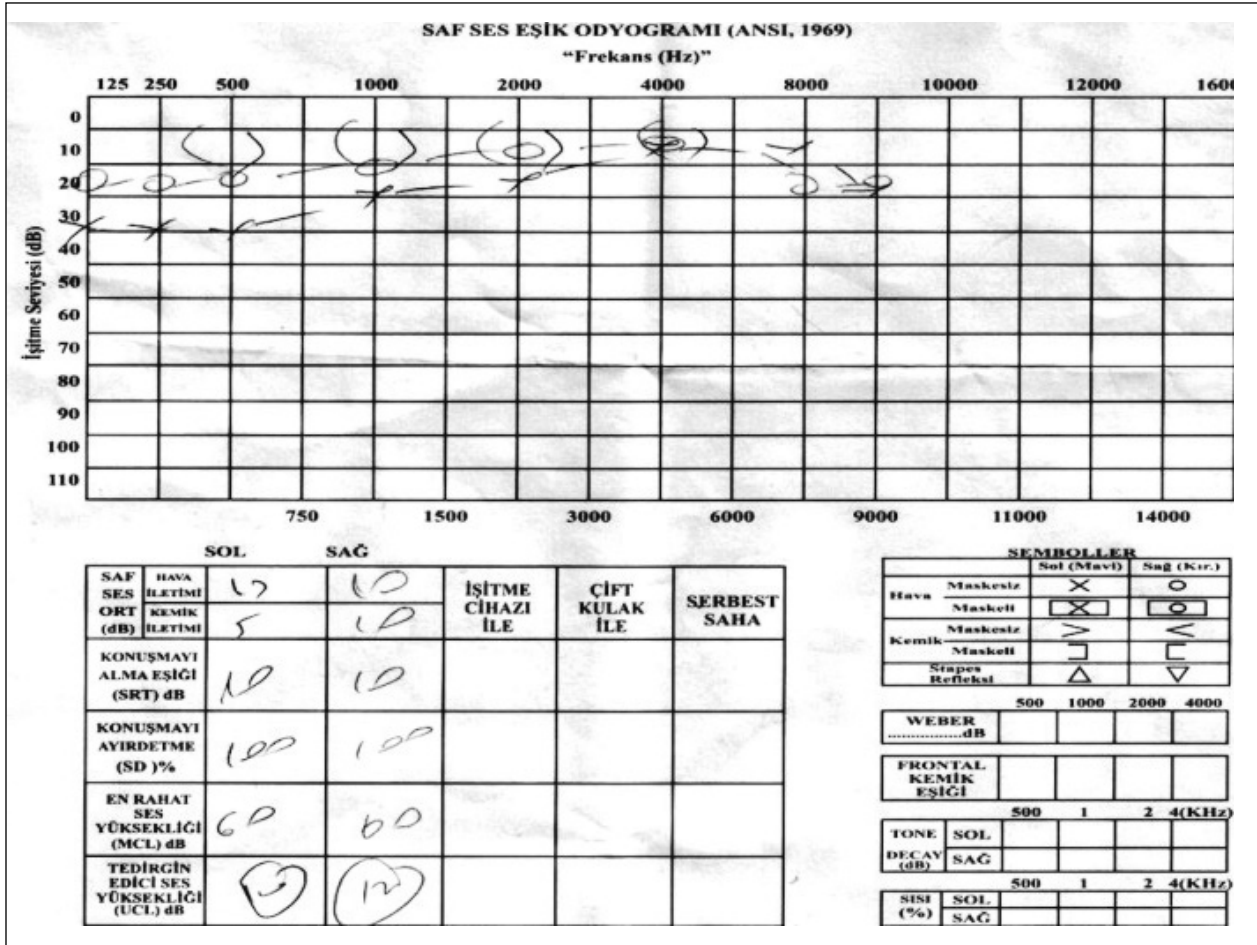 SAF SES EŞİK ODYOGRAMI (ANSI, 1969)
“Frekans (Hz)”
125 250 500 1000 2000 4000 80000 10000 12000 1600
0
10
20
30
40
50
60
70
80
90
100
110
İşitme Seviyesi (dB)
750 1500 3000 6000 9000 11000 14000
SOL SAĞ
SAF SES ORT (dB)
HAVA İLETİMİ 10
KEMİK İLETİMİ 5 10
İŞİTME CİHAZI İLE
ÇİFT KULAK İLE
SERBEST SAHA
KONUŞMAYI
ALMA EŞİĞİ
(SRT) dB
10 10
KONUŞMAYI
AYIRDETME
(SD )%
100 100
EN RAHAT
SES
YÜKSEKLİĞİ
(MCL) dB
60 60
TEDİRGİN
EDİCİ SES
YÜKSEKLİĞİ
(UCL) dB
SEMBOLLER
Sol (Mavi) Sağ (Kır.)
Hava
Maskesiz X O
Maskeli X O
Kemik
Maskesiz > <
Maskeli ⊐ ⊏
Stapes
Refleksi △ ▽
500 1000 2000 4000
WEBER
................dB
FRONTAL
KEMİK
EŞİĞİ
500 1 2 4(KHz)
TONE DECAY (dB)
SOL
SAĞ
500 1 2 4(KHz)
SISI (%)
SOL
SAĞ